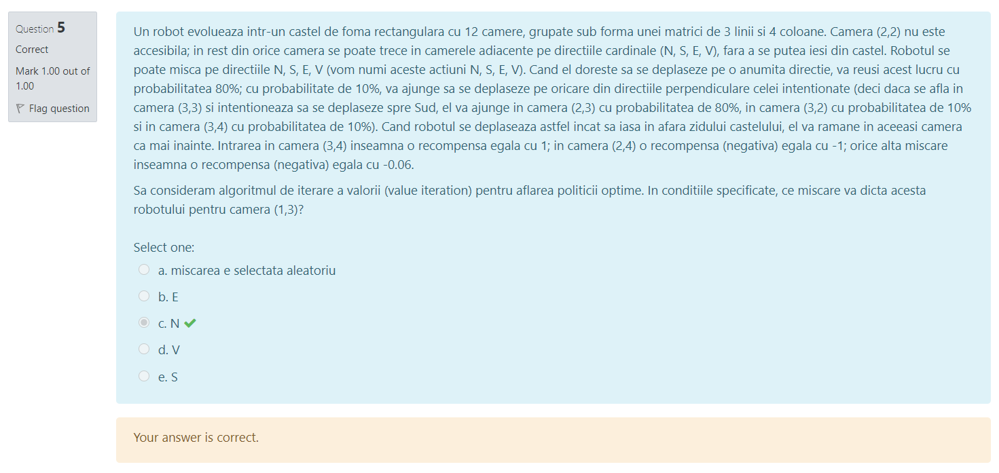 Question 5
Correct
Mark 1.00 out of
1.00
Flag question
Un robot evolueaza intr-un castel de foma rectangulara cu 12 camere, grupate sub forma unei matrici de 3 linii si 4 coloane. Camera (2,2) nu este
accesibila; in rest din orice camera se poate trece in camerele adiacente pe directiile cardinale (N, S, E, V), fara a se putea iesi din castel. Robotul se
poate misca pe directiile N, S, E, V (vom numi aceste actiuni N, S, E, V). Cand el doreste sa se deplaseze pe o anumita directie, va reusi acest lucru cu
probabilitatea 80%; cu probabilitate de 10%, va ajunge sa se deplaseze pe oricare din directiile perpendiculare celei intentionate (deci daca se afla in
camera (3,3) si intentioneaza sa se deplaseze spre Sud, el va ajunge in camera (2,3) cu probabilitatea de 80%, in camera (3,2) cu probabilitatea de 10%
si in camera (3,4) cu probabilitatea de 10%). Cand robotul se deplaseaza astfel incat sa iasa in afara zidului castelului, el va ramane in aceeasi camera
ca mai inainte. Intrarea in camera (3,4) inseamna o recompensa egala cu 1; in camera (2,4) o recompensa (negativa) egala cu -1; orice alta miscare
inseamna o recompensa (negativa) egala cu -0.06.
Sa consideram algoritmul de iterare a valorii (value iteration) pentru aflarea politicii optime. In conditiile specificate, ce miscare va dicta acesta
robotului pentru camera (1,3)?
Select one:
a. miscarea e selectata aleatoriu
b. E
c. N
d. V
e. S
Your answer is correct.